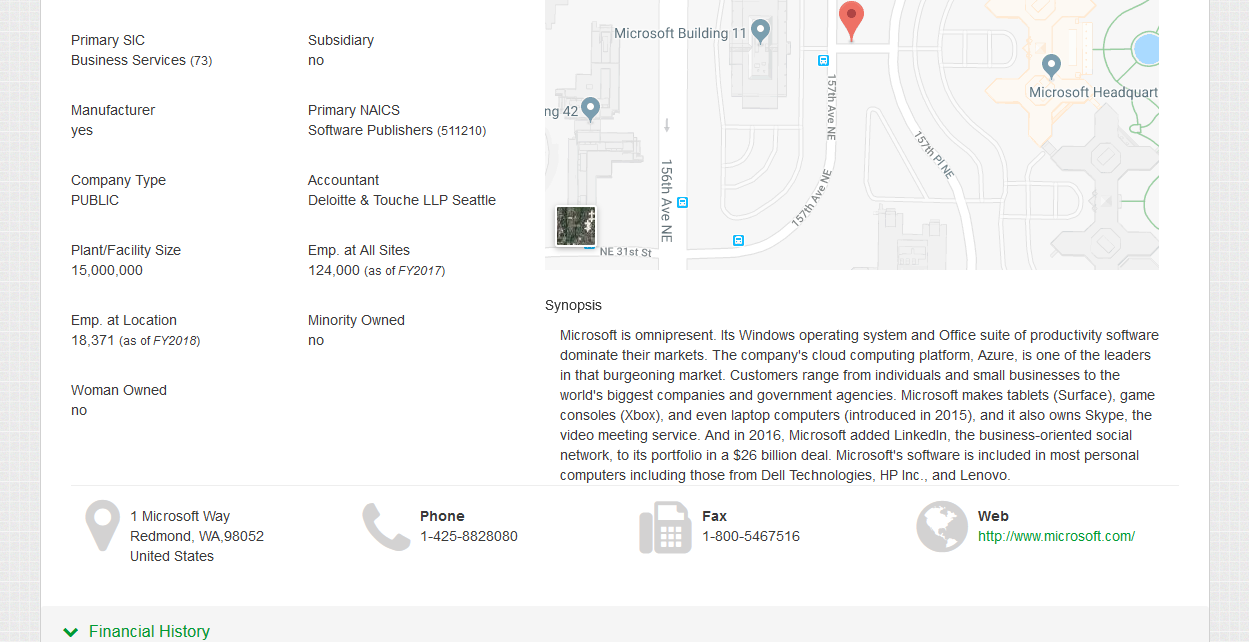 Primary SIC
Business Services (73)
Subsidiary
no
Manufacturer
yes
Primary NAICS
Software Publishers (511210)
Company Type
PUBLIC
Accountant
Deloitte & Touche LLP Seattle
Plant/Facility Size
15,000,000
Emp. at All Sites
124,000 (as of FY2017)
Emp. at Location
18,371 (as of FY2018)
Minority Owned
no
Woman Owned
no
Microsoft Building 11
ng 42
Microsoft Headquart
156th Ave NE
157th Ave NE
157th Ave NE
157th Pl NE
NE 31st St
Synopsis
Microsoft is omnipresent. Its Windows operating system and Office suite of productivity software
dominate their markets. The company's cloud computing platform, Azure, is one of the leaders
in that burgeoning market. Customers range from individuals and small businesses to the
world's biggest companies and government agencies. Microsoft makes tablets (Surface), game
consoles (Xbox), and even laptop computers (introduced in 2015), and it also owns Skype, the
video meeting service. And in 2016, Microsoft added LinkedIn, the business-oriented social
network, to its portfolio in a $26 billion deal. Microsoft's software is included in most personal
computers including those from Dell Technologies, HP Inc., and Lenovo.
1 Microsoft Way
Redmond, WA,98052
United States
Phone
1-425-8828080
Fax
1-800-5467516
Web
http://www.microsoft.com/
Financial History